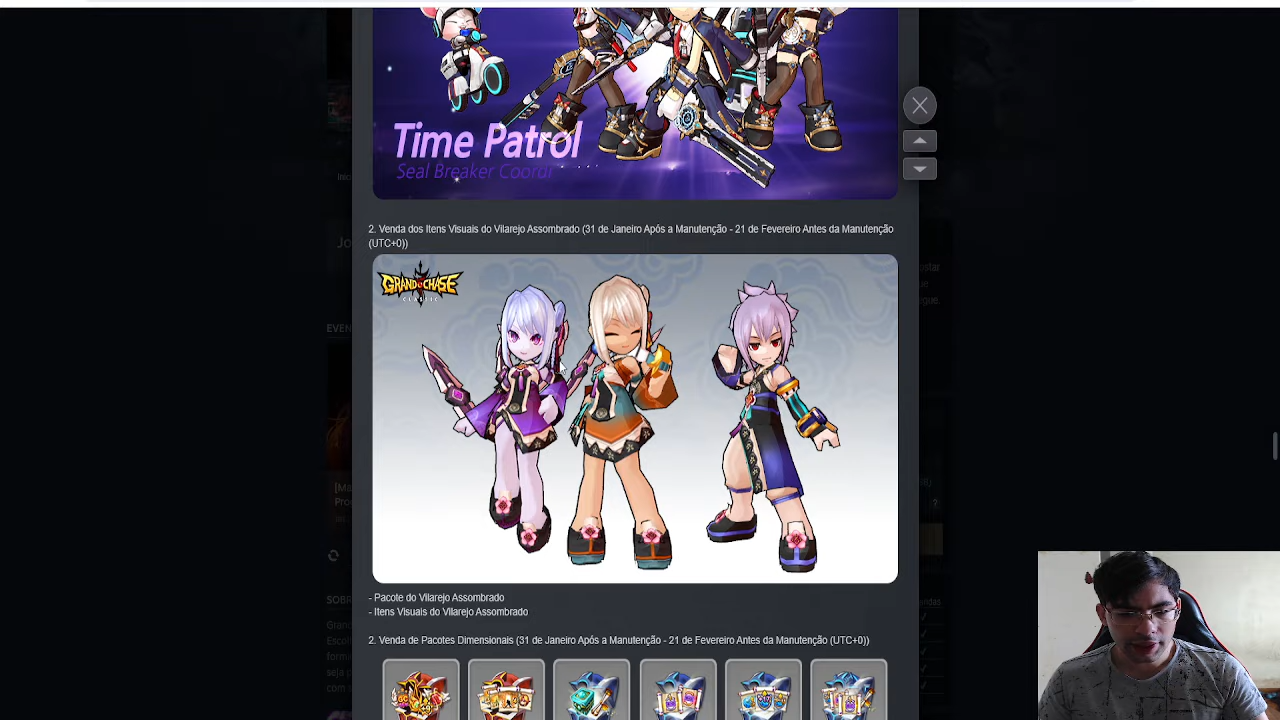 Time Patrol
Seal Breaker Coordi
2. Venda dos Itens Visuais do Vilarejo Assombrado (31 de Janeiro Após a Manutenção - 21 de Fevereiro Antes da Manutenção
(UTC+0))
GRAND CHASE
CLASSIC
- Pacote do Vilarejo Assombrado
- Itens Visuais do Vilarejo Assombrado
2. Venda de Pacotes Dimensionais (31 de Janeiro Após a Manutenção - 21 de Fevereiro Antes da Manutenção (UTC+0))